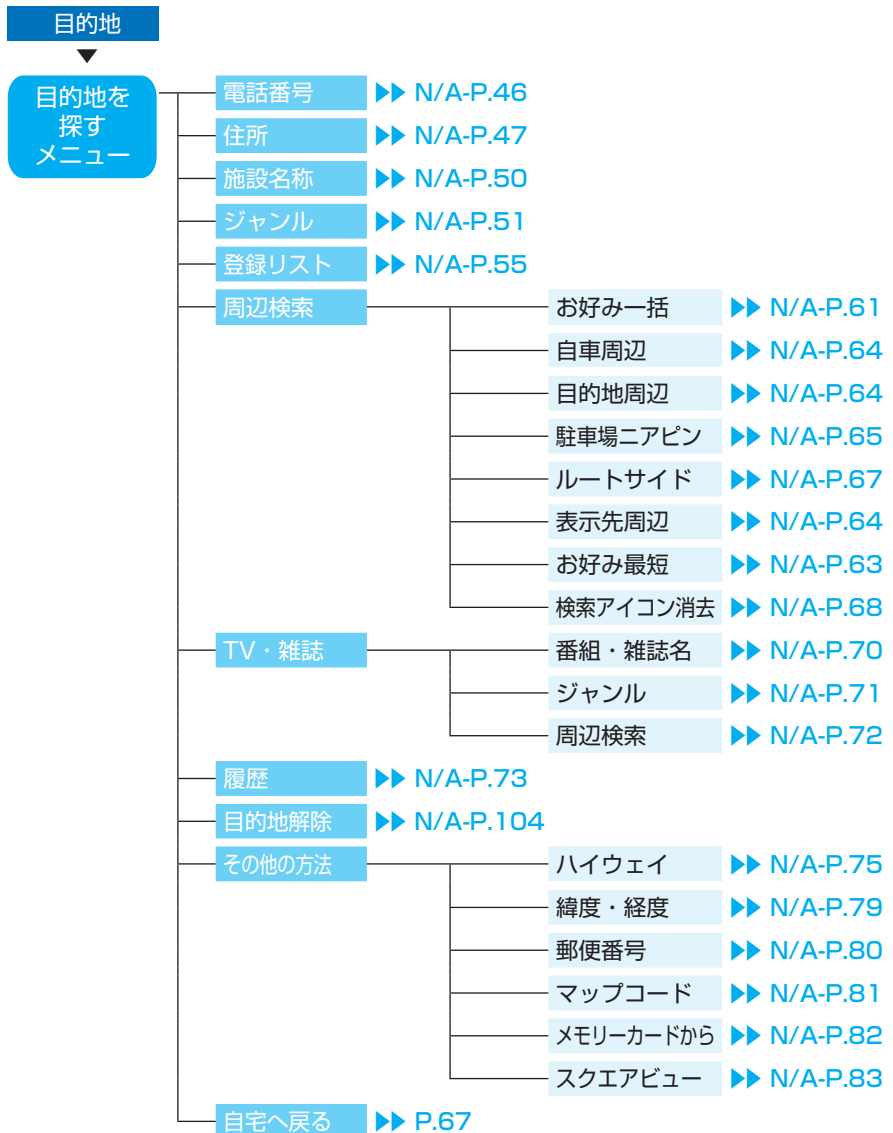 目的地
▼
目的地を
探す
メニュー
電話番号 ▶▶ N/A-P.46
住所 ▶▶ N/A-P.47
施設名称 ▶▶ N/A-P.50
ジャンル ▶▶ N/A-P.51
登録リスト ▶▶ N/A-P.55
周辺検索
お好み一括 ▶▶ N/A-P.61
自車周辺 ▶▶ N/A-P.64
目的地周辺 ▶▶ N/A-P.64
駐車場ニアピン ▶▶ N/A-P.65
ルートサイド ▶▶ N/A-P.67
表示先周辺 ▶▶ N/A-P.64
お好み最短 ▶▶ N/A-P.63
検索アイコン消去 ▶▶ N/A-P.68
TV・雑誌
番組・雑誌名 ▶▶ N/A-P.70
ジャンル ▶▶ N/A-P.71
周辺検索 ▶▶ N/A-P.72
履歴 ▶▶ N/A-P.73
目的地解除 ▶▶ N/A-P.104
その他の方法
ハイウェイ ▶▶ N/A-P.75
緯度・経度 ▶▶ N/A-P.79
郵便番号 ▶▶ N/A-P.80
マップコード ▶▶ N/A-P.81
メモリーカードから ▶▶ N/A-P.82
スクエアビュー ▶▶ N/A-P.83
自宅へ戻る ▶▶ P.67